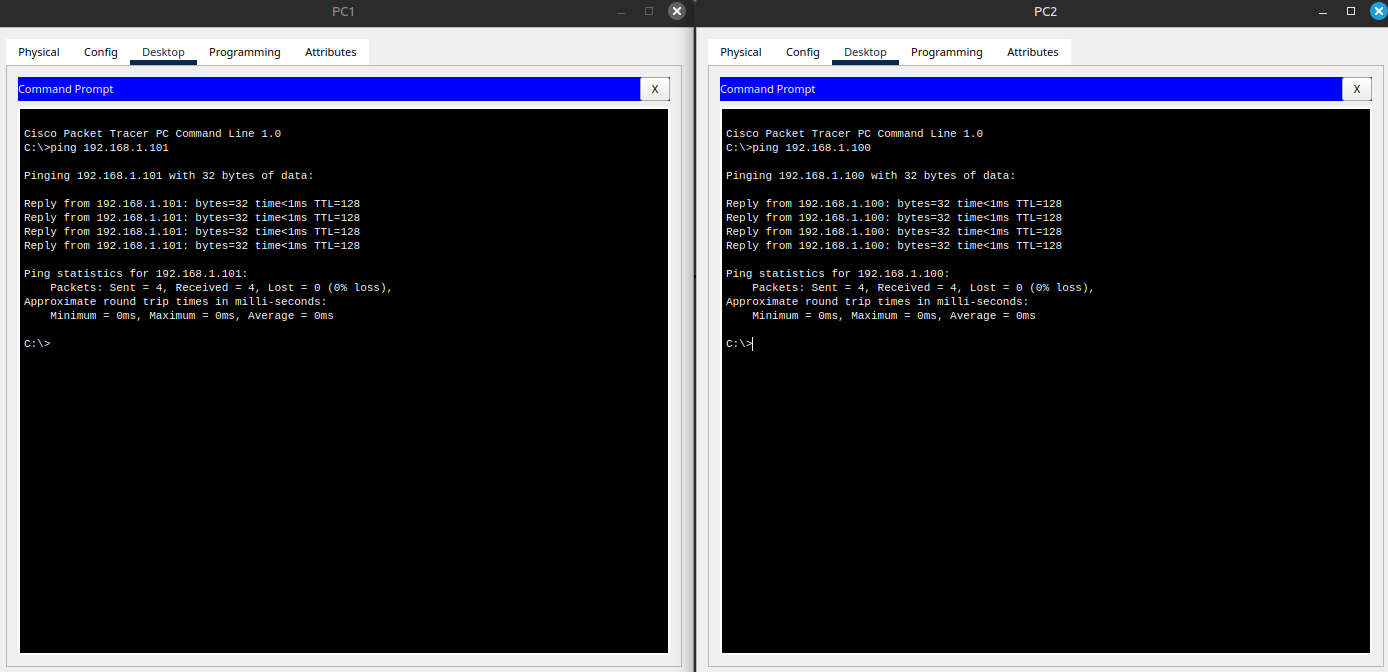 PC1
Physical Config Desktop Programming Attributes
Command Prompt X
Cisco Packet Tracer PC Command Line 1.0
C:\>ping 192.168.1.101
Pinging 192.168.1.101 with 32 bytes of data:
Reply from 192.168.1.101: bytes=32 time<1ms TTL=128
Reply from 192.168.1.101: bytes=32 time<1ms TTL=128
Reply from 192.168.1.101: bytes=32 time<1ms TTL=128
Reply from 192.168.1.101: bytes=32 time<1ms TTL=128
Ping statistics for 192.168.1.101:
Packets: Sent = 4, Received = 4, Lost = 0 (0% loss),
Approximate round trip times in milli-seconds:
Minimum = 0ms, Maximum = 0ms, Average = 0ms
C:\>
PC2
Physical Config Desktop Programming Attributes
Command Prompt X
Cisco Packet Tracer PC Command Line 1.0
C:\>ping 192.168.1.100
Pinging 192.168.1.100 with 32 bytes of data:
Reply from 192.168.1.100: bytes=32 time<1ms TTL=128
Reply from 192.168.1.100: bytes=32 time<1ms TTL=128
Reply from 192.168.1.100: bytes=32 time<1ms TTL=128
Reply from 192.168.1.100: bytes=32 time<1ms TTL=128
Ping statistics for 192.168.1.100:
Packets: Sent = 4, Received = 4, Lost = 0 (0% loss),
Approximate round trip times in milli-seconds:
Minimum = 0ms, Maximum = 0ms, Average = 0ms
C:\>